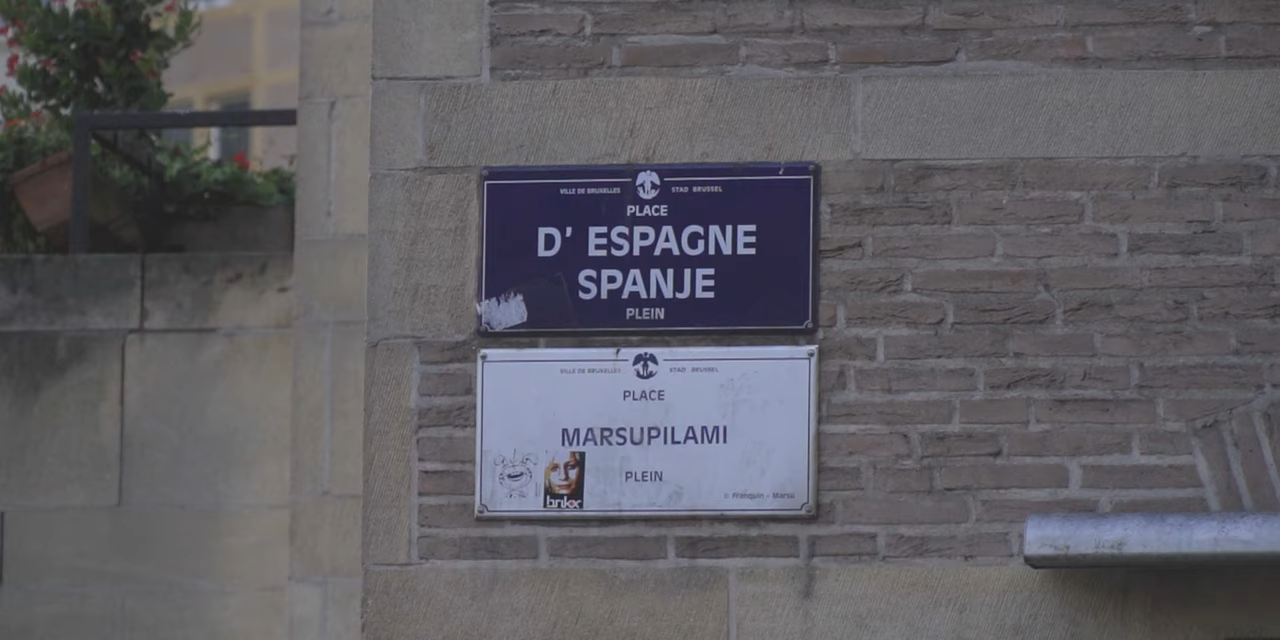 VILLE DE BRUXELLES STAD BRUSSEL
PLACE
D' ESPAGNE
SPANJE
PLEIN
VILLE DE BRUXELLES STAD BRUSSEL
PLACE
MARSUPILAMI
PLEIN
brikx
© Franquin - Marsu